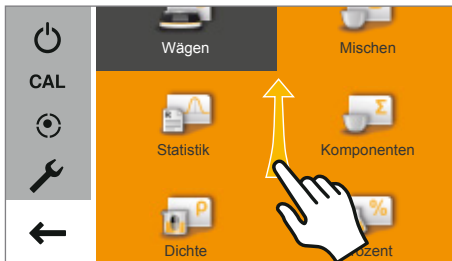 Wägen
Mischen
CAL
Statistik
Komponenten
Σ
ρ
%
Dichte